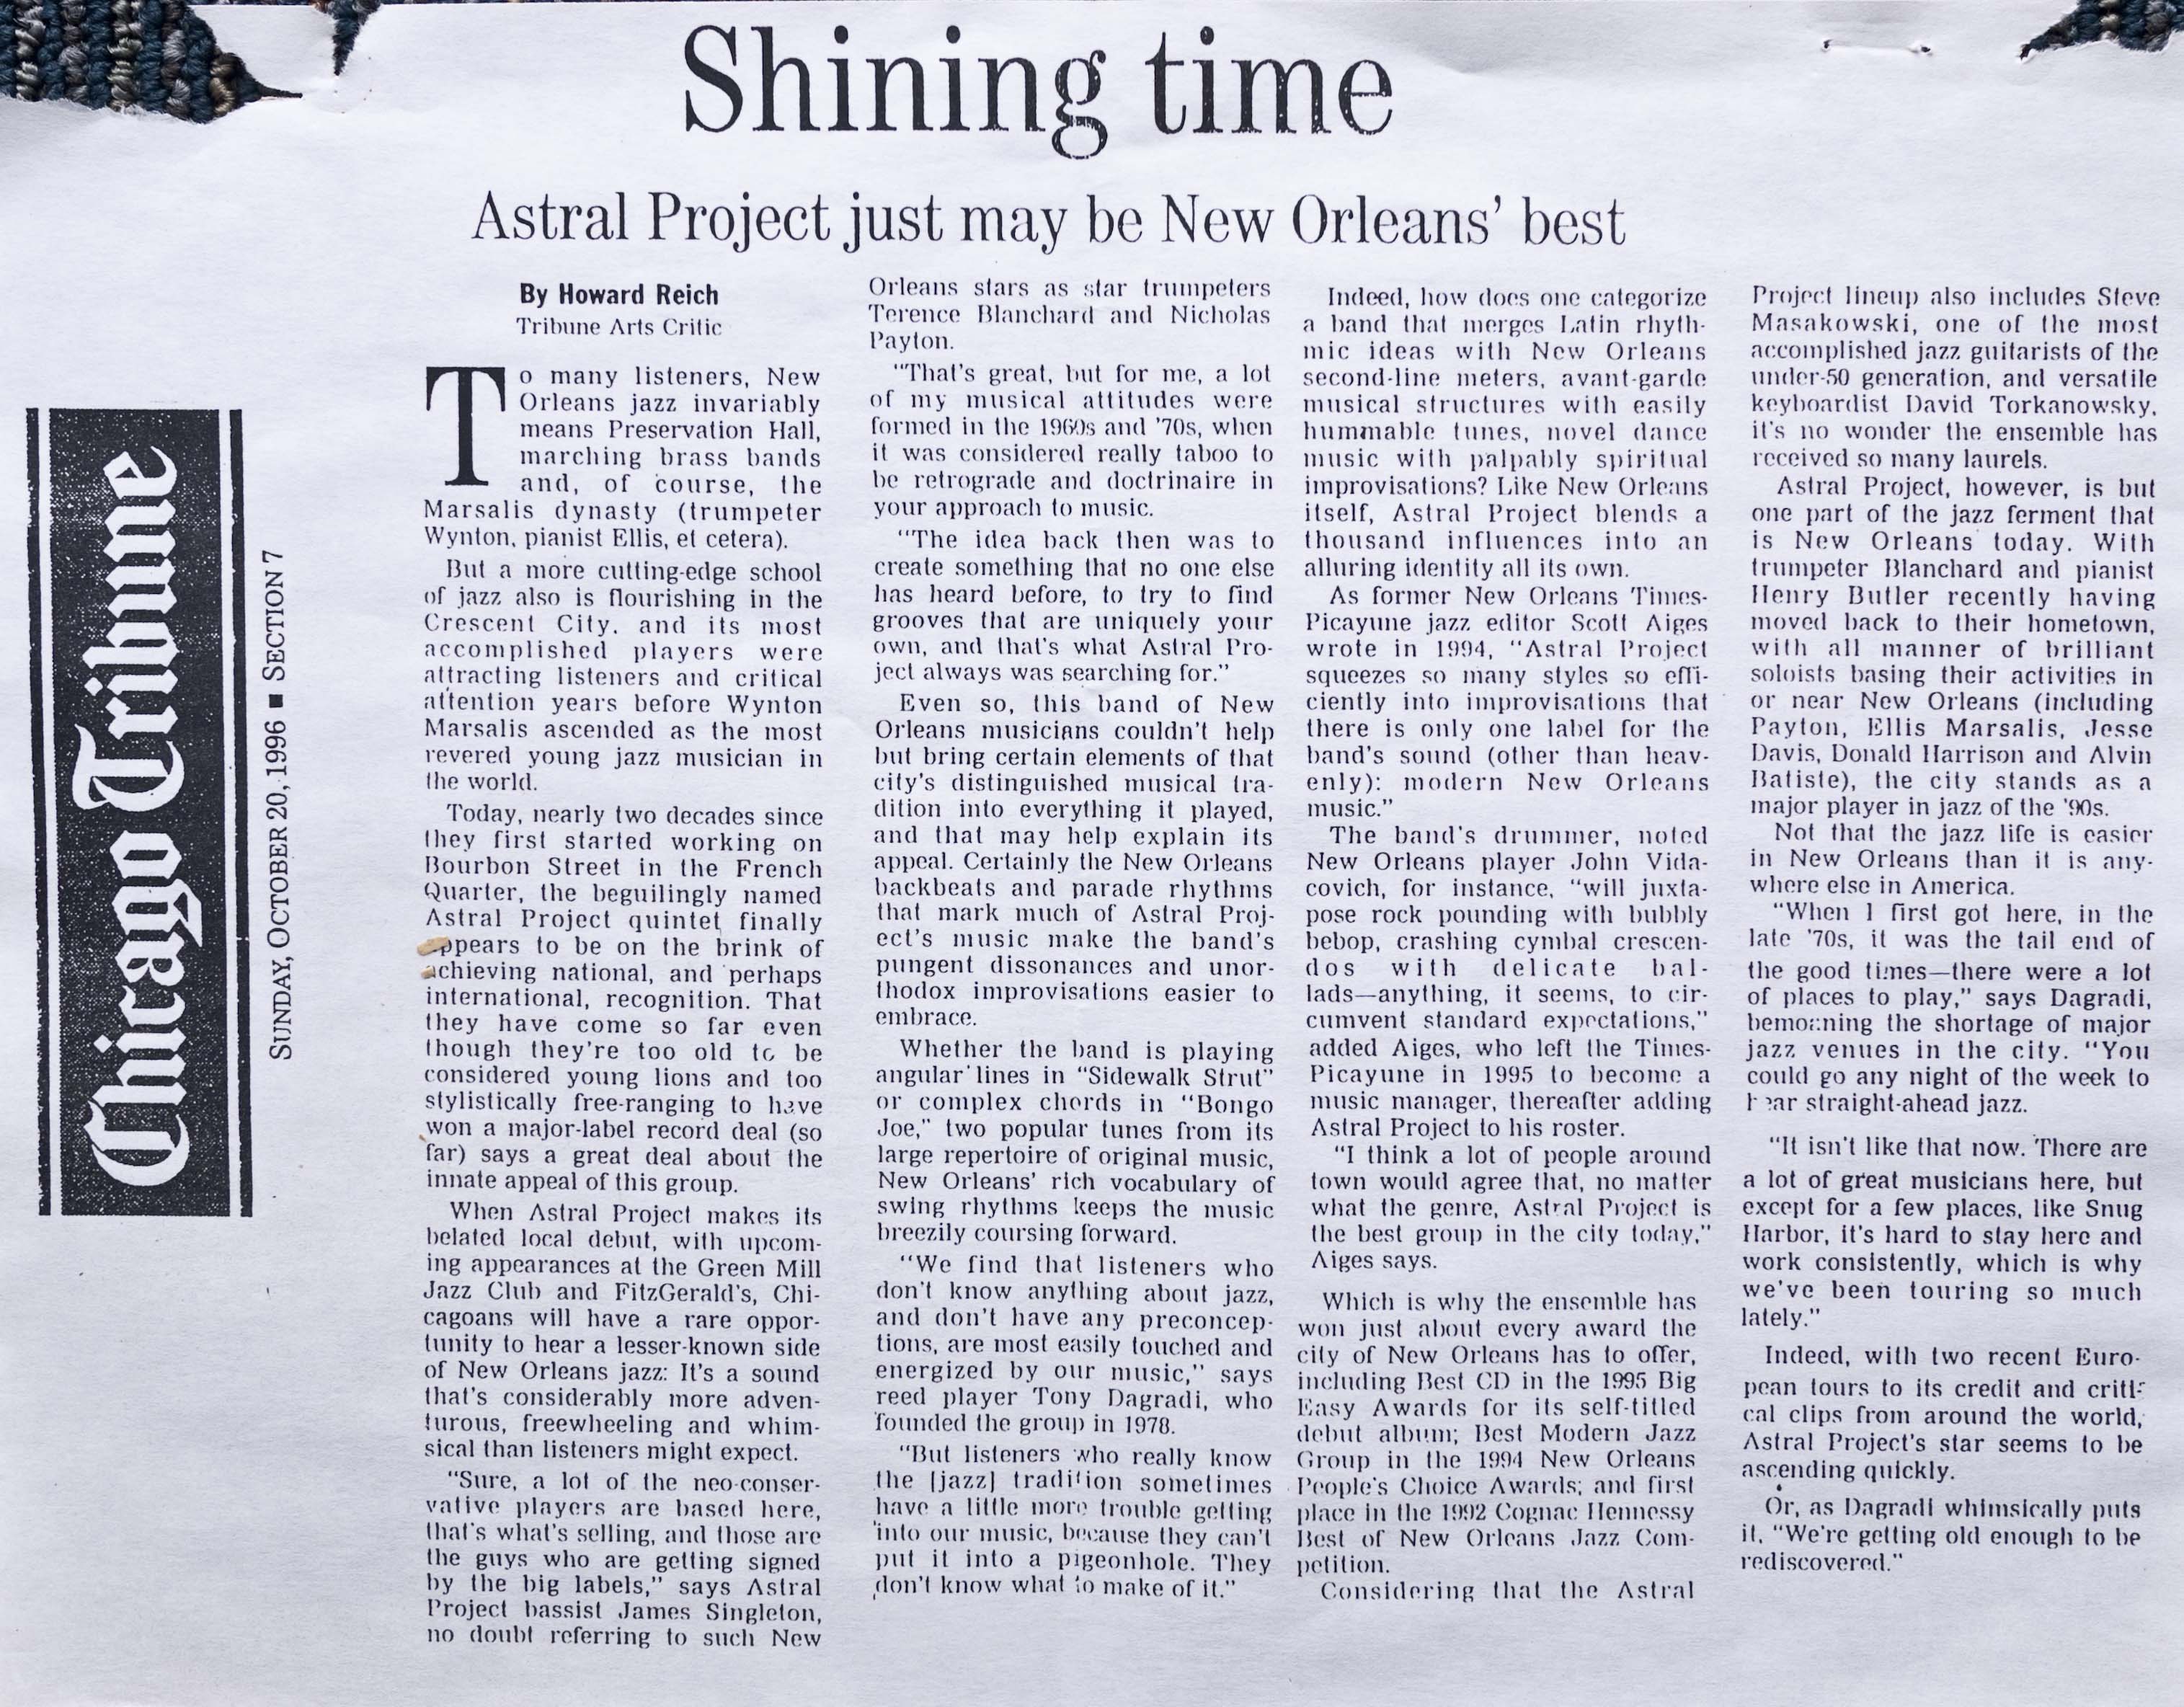 Shining time
Astral Project just may be New Orleans' best
Chicago Tribune
SUNDAY, OCTOBER 20, 1996 ■ SECTION 7
By Howard Reich
Tribune Arts Critic
To many listeners, New
Orleans jazz invariably
means Preservation Hall,
marching brass bands
and, of course, the
Marsalis dynasty (trumpeter
Wynton, pianist Ellis, et cetera).
But a more cutting-edge school
of jazz also is flourishing in the
Crescent City, and its most
accomplished players were
attracting listeners and critical
attention years before Wynton
Marsalis ascended as the most
revered young jazz musician in
the world.
Today, nearly two decades since
they first started working on
Bourbon Street in the French
Quarter, the beguilingly named
Astral Project quintet finally
appears to be on the brink of
achieving national, and perhaps
international, recognition. That
they have come so far even
though they're too old to be
considered young lions and too
stylistically free-ranging to have
won a major-label record deal (so
far) says a great deal about the
innate appeal of this group.
When Astral Project makes its
belated local debut, with upcom-
ing appearances at the Green Mill
Jazz Club and FitzGerald's, Chi-
cagoans will have a rare oppor-
tunity to hear a lesser-known side
of New Orleans jazz: It's a sound
that's considerably more adven-
turous, freewheeling and whim-
sical than listeners might expect.
"Sure, a lot of the neo-conser-
vative players are based here,
that's what's selling, and those are
the guys who are getting signed
by the big labels," says Astral
Project bassist James Singleton,
no doubt referring to such New
Orleans stars as star trumpeters
Terence Blanchard and Nicholas
Payton.
"That's great, but for me, a lot
of my musical attitudes were
formed in the 1960s and '70s, when
it was considered really taboo to
be retrograde and doctrinaire in
your approach to music.
"The idea back then was to
create something that no one else
has heard before, to try to find
grooves that are uniquely your
own, and that's what Astral Pro-
ject always was searching for."
Even so, this band of New
Orleans musicians couldn't help
but bring certain elements of that
city's distinguished musical tra-
dition into everything it played,
and that may help explain its
appeal. Certainly the New Orleans
backbeats and parade rhythms
that mark much of Astral Proj-
ect's music make the band's
pungent dissonances and unor-
thodox improvisations easier to
embrace.
Whether the band is playing
angular lines in "Sidewalk Strut"
or complex chords in "Bongo
Joe," two popular tunes from its
large repertoire of original music,
New Orleans' rich vocabulary of
swing rhythms keeps the music
breezily coursing forward.
"We find that listeners who
don't know anything about jazz,
and don't have any preconcep-
tions, are most easily touched and
energized by our music," says
reed player Tony Dagradi, who
founded the group in 1978.
"But listeners who really know
the [jazz] tradition sometimes
have a little more trouble getting
into our music, because they can't
put it into a pigeonhole. They
don't know what to make of it."
Indeed, how does one categorize
a band that merges Latin rhyth-
mic ideas with New Orleans
second-line meters, avant-garde
musical structures with easily
hummable tunes, novel dance
music with palpably spiritual
improvisations? Like New Orleans
itself, Astral Project blends a
thousand influences into an
alluring identity all its own.
As former New Orleans Times-
Picayune jazz editor Scott Aiges
wrote in 1994, "Astral Project
squeezes so many styles so effi-
ciently into improvisations that
there is only one label for the
band's sound (other than heav-
enly): modern New Orleans
music."
The band's drummer, noted
New Orleans player John Vida-
covich, for instance, "will juxta-
pose rock pounding with bubbly
bebop, crashing cymbal crescen-
dos with delicate bal-
lads—anything, it seems, to cir-
cumvent standard expectations,"
added Aiges, who left the Times-
Picayune in 1995 to become a
music manager, thereafter adding
Astral Project to his roster.
"I think a lot of people around
town would agree that, no matter
what the genre, Astral Project is
the best group in the city today,"
Aiges says.
Which is why the ensemble has
won just about every award the
city of New Orleans has to offer,
including Best CD in the 1995 Big
Easy Awards for its self-titled
debut album; Best Modern Jazz
Group in the 1994 New Orleans
People's Choice Awards; and first
place in the 1992 Cognac Hennessy
Best of New Orleans Jazz Com-
petition.
Considering that the Astral
Project lineup also includes Steve
Masakowski, one of the most
accomplished jazz guitarists of the
under-50 generation, and versatile
keyboardist David Torkanowsky,
it's no wonder the ensemble has
received so many laurels.
Astral Project, however, is but
one part of the jazz ferment that
is New Orleans today. With
trumpeter Blanchard and pianist
Henry Butler recently having
moved back to their hometown,
with all manner of brilliant
soloists basing their activities in
or near New Orleans (including
Payton, Ellis Marsalis, Jesse
Davis, Donald Harrison and Alvin
Batiste), the city stands as a
major player in jazz of the '90s.
Not that the jazz life is easier
in New Orleans than it is any-
where else in America.
"When I first got here, in the
late '70s, it was the tail end of
the good times—there were a lot
of places to play," says Dagradi,
bemoaning the shortage of major
jazz venues in the city. "You
could go any night of the week to
hear straight-ahead jazz.
"It isn't like that now. There are
a lot of great musicians here, but
except for a few places, like Snug
Harbor, it's hard to stay here and
work consistently, which is why
we've been touring so much
lately."
Indeed, with two recent Euro-
pean tours to its credit and criti-
cal clips from around the world,
Astral Project's star seems to be
ascending quickly.
Or, as Dagradi whimsically puts
it, "We're getting old enough to be
rediscovered."